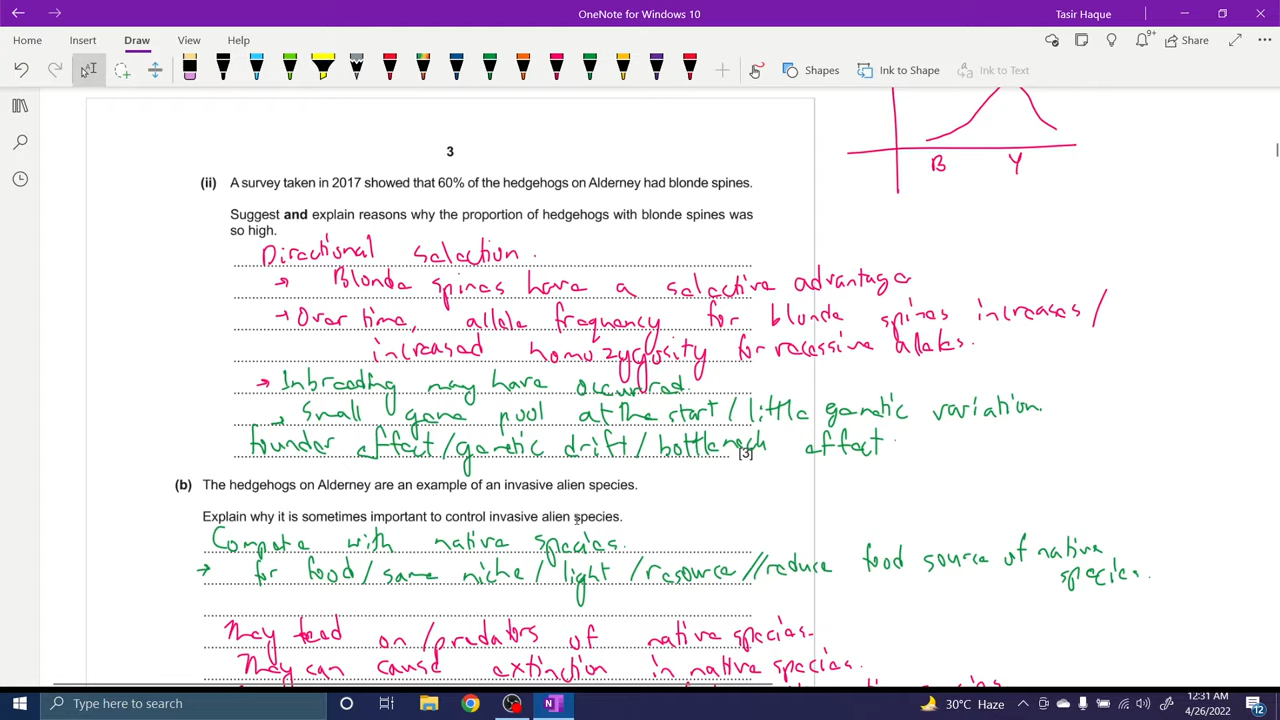 OneNote for Windows 10
Tasir Haque
Home Insert Draw View Help
Share
Shapes Ink to Shape Ink to Text
B Y
3
(ii) A survey taken in 2017 showed that 60% of the hedgehogs on Alderney had blonde spines.
Suggest and explain reasons why the proportion of hedgehogs with blonde spines was
so high.
Directional selection.
→ Blonde spines have a selective advantage
→ Over time, allele frequency for blonde spines increases /
increased homozygosity for recessive alleles.
→ Inbreeding may have occurred.
→ Small gene pool at the start / little genetic variation.
founder effect / genetic drift / bottleneck effect
[3]
(b) The hedgehogs on Alderney are an example of an invasive alien species.
Explain why it is sometimes important to control invasive alien species.
Compete with native species.
→ for food / same niche / light / resource // reduce food source of native
species.
They feed on / predators of native species.
They can cause extinction in native species.
Type here to search
30°C Haze
12:31 AM
4/26/2022
12